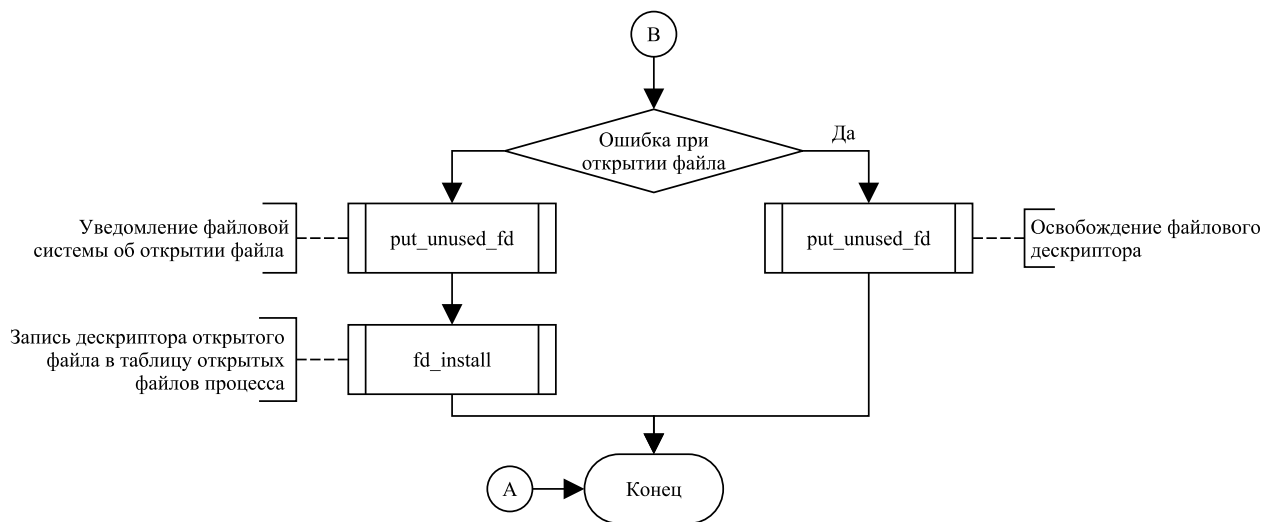 B
Ошибка при
открытии файла
Да
Уведомление файловой
системы об открытии файла
put_unused_fd
put_unused_fd
Освобождение файлового
дескриптора
Запись дескриптора открытого
файла в таблицу открытых
файлов процесса
fd_install
A
Конец